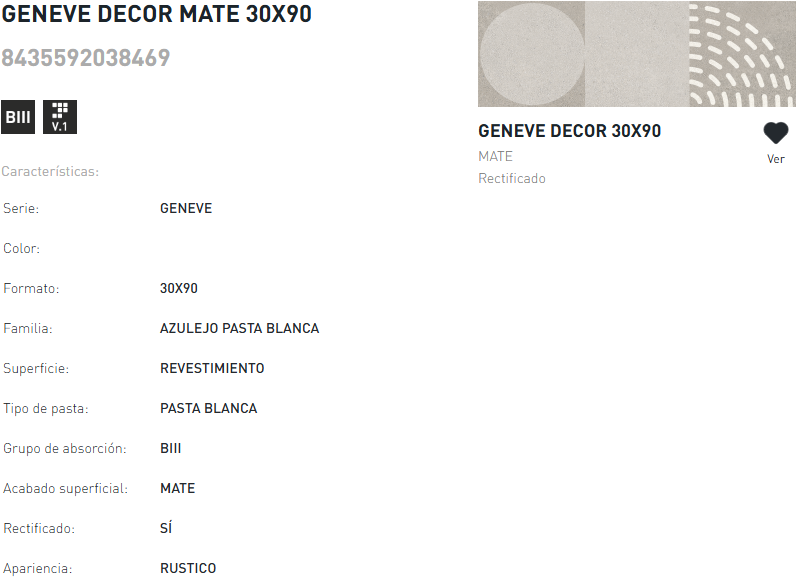 GENEVE DECOR MATE 30X90
8435592038469
BIII
V.1
Características:
Serie: GENEVE
Color:
Formato: 30X90
Familia: AZULEJO PASTA BLANCA
Superficie: REVESTIMIENTO
Tipo de pasta: PASTA BLANCA
Grupo de absorción: BIII
Acabado superficial: MATE
Rectificado: SÍ
Apariencia: RUSTICO
GENEVE DECOR 30X90
MATE
Rectificado
Ver